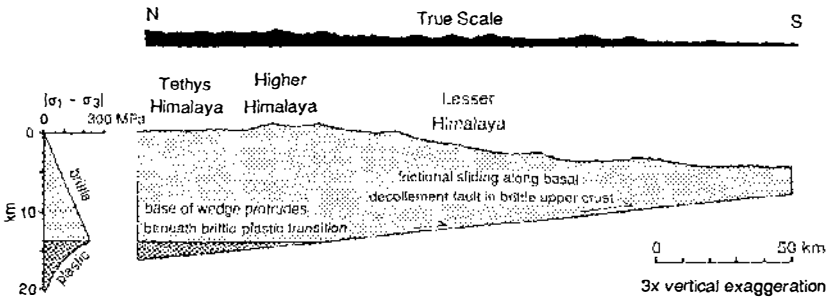 N
True Scale
S
Tethys
Himalaya
Higher
Himalaya
Lesser
Himalaya
|σ₁ - σ₃|
0 300 MPa
0
10
20
km
brittle
plastic
frictional sliding along basal
decollement fault in brittle upper crust
base of wedge protrudes
beneath brittle plastic transition
0 50 km
3x vertical exaggeration